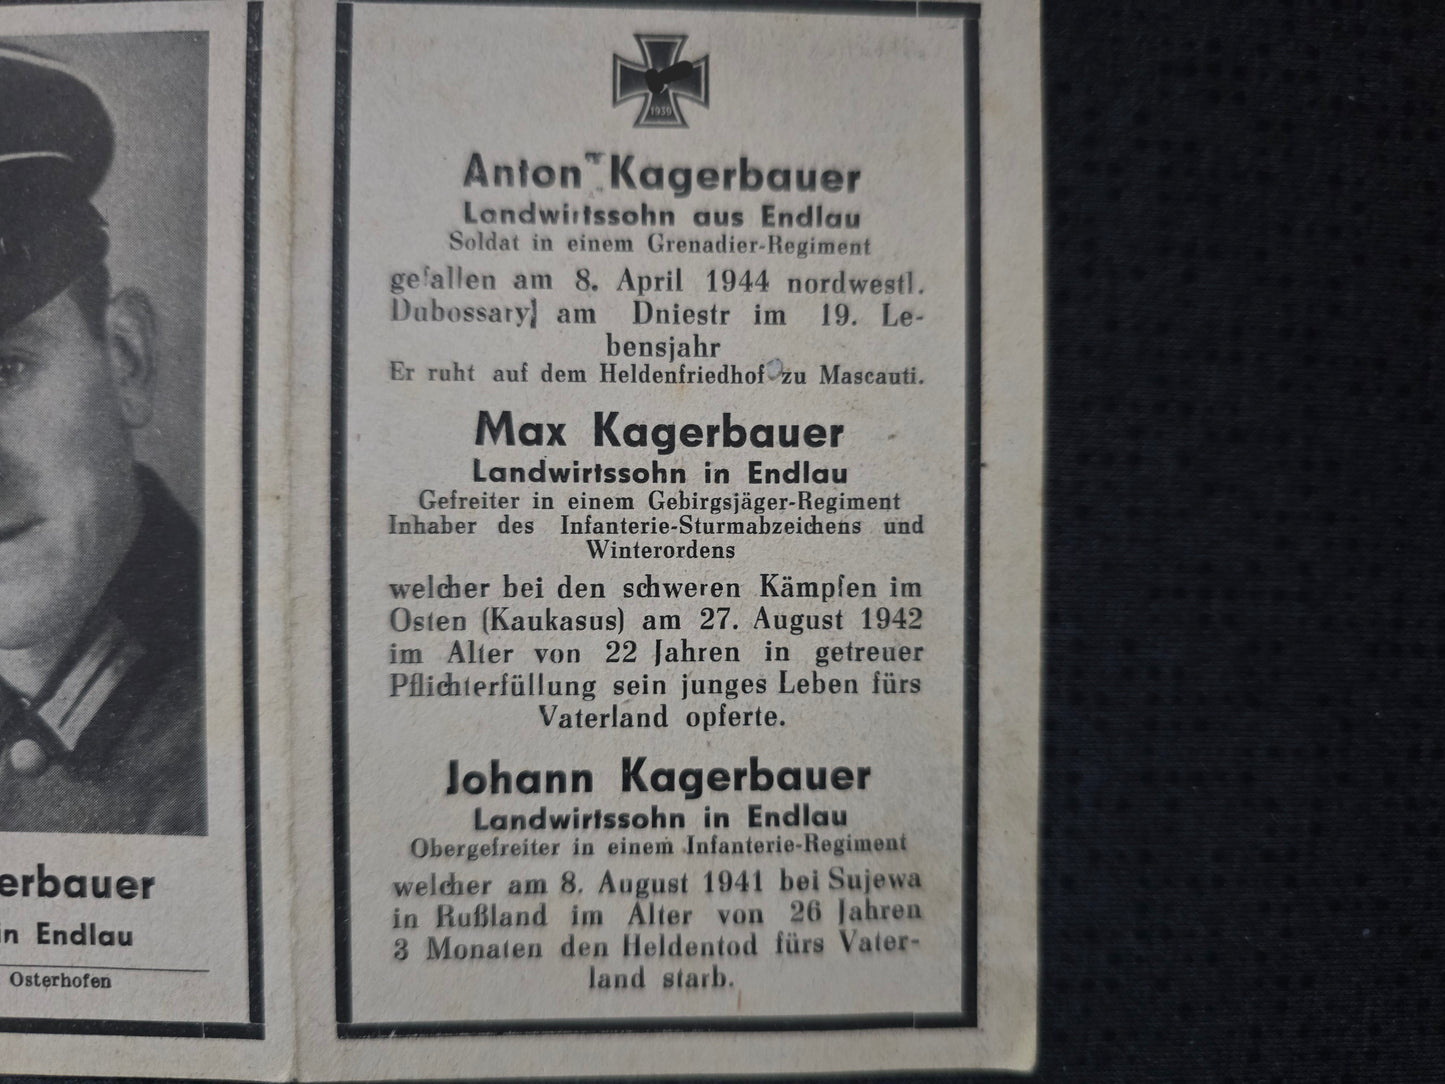 1939
Anton Kagerbauer
Landwirtssohn aus Endlau
Soldat in einem Grenadier-Regiment
gefallen am 8. April 1944 nordwestl.
Dubossary am Dniestr im 19. Le-
bensjahr
Er ruht auf dem Heldenfriedhof zu Mascauti.
Max Kagerbauer
Landwirtssohn in Endlau
Gefreiter in einem Gebirgsjäger-Regiment
Inhaber des Infanterie-Sturmabzeichens und
Winterordens
welcher bei den schweren Kämpfen im
Osten (Kaukasus) am 27. August 1942
im Alter von 22 Jahren in getreuer
Pflichterfüllung sein junges Leben fürs
Vaterland opferte.
Johann Kagerbauer
Landwirtssohn in Endlau
Obergefreiter in einem Infanterie-Regiment
welcher am 8. August 1941 bei Sujewa
in Rußland im Alter von 26 Jahren
3 Monaten den Heldentod fürs Vater-
land starb.
erbauer
in Endlau
Osterhofen